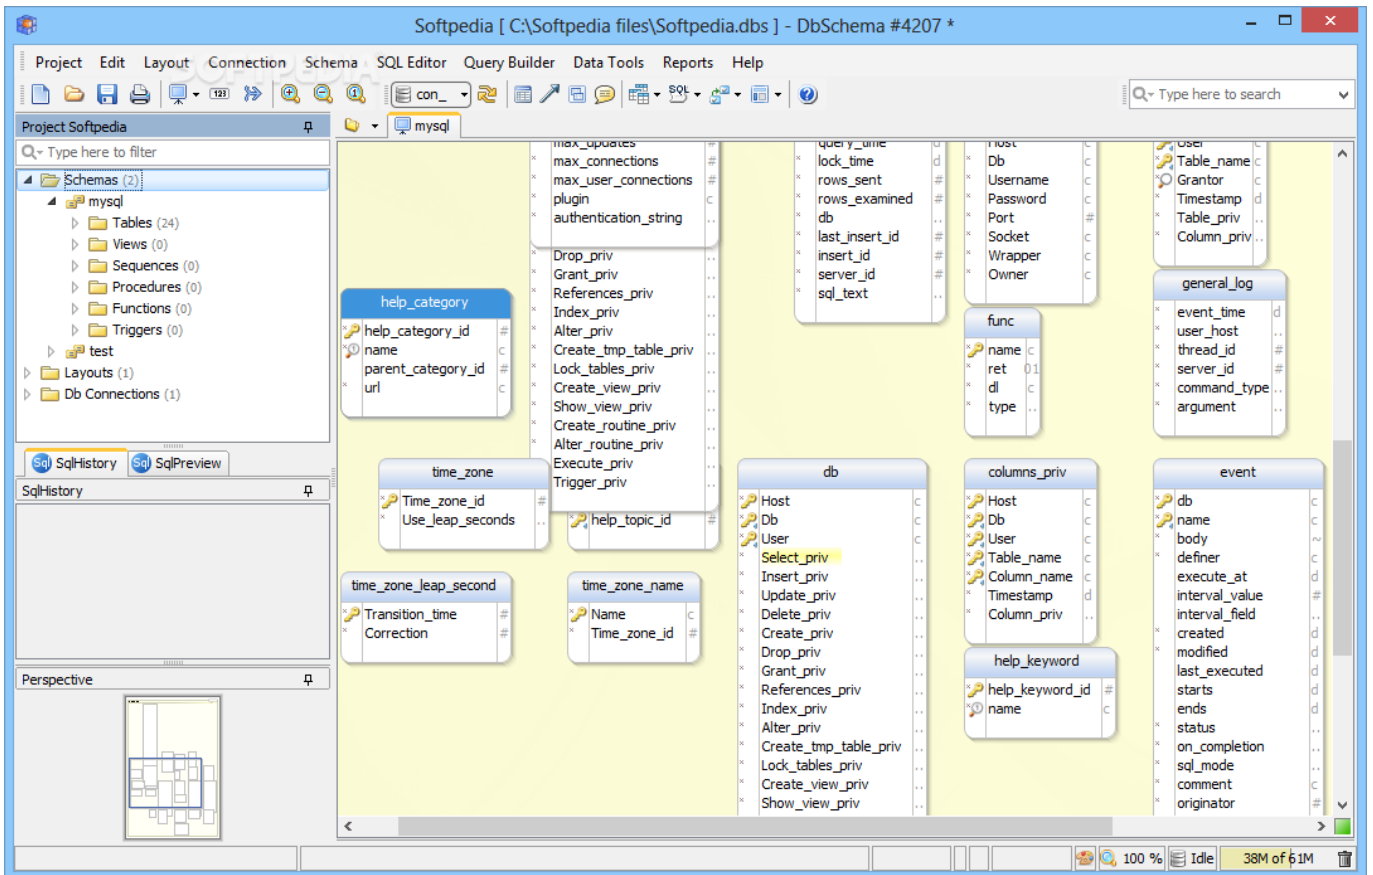 Softpedia [ C:\Softpedia files\Softpedia.dbs ] - DbSchema #4207 *
Project Edit Layout Connection Schema SQL Editor Query Builder Data Tools Reports Help
SOFTPEDIA
con_
Type here to search
Project Softpedia
mysql
Type here to filter
Schemas (2)
mysql
Tables (24)
Views (0)
Sequences (0)
Procedures (0)
Functions (0)
Triggers (0)
test
Layouts (1)
Db Connections (1)
SqlHistory SqlPreview
SqlHistory
Perspective
max_updates #
max_connections #
max_user_connections #
plugin c
authentication_string ..
Drop_priv ..
Grant_priv ..
References_priv ..
Index_priv ..
Alter_priv ..
Create_tmp_table_priv ..
Lock_tables_priv ..
Create_view_priv ..
Show_view_priv ..
Create_routine_priv ..
Alter_routine_priv ..
Execute_priv ..
Trigger_priv ..
help_topic_id #
help_category
help_category_id #
name c
parent_category_id #
url c
time_zone
Time_zone_id #
Use_leap_seconds ..
time_zone_leap_second
Transition_time #
Correction #
time_zone_name
Name c
Time_zone_id #
query_time d
lock_time d
rows_sent #
rows_examined #
db ..
last_insert_id #
insert_id #
server_id #
sql_text ..
db
Host c
Db c
User c
Select_priv ..
Insert_priv ..
Update_priv ..
Delete_priv ..
Create_priv ..
Drop_priv ..
Grant_priv ..
References_priv ..
Index_priv ..
Alter_priv ..
Create_tmp_table_priv ..
Lock_tables_priv ..
Create_view_priv ..
Show_view_priv ..
Host c
Db c
Username c
Password c
Port #
Socket c
Wrapper c
Owner c
func
name c
ret 01
dl c
type ..
columns_priv
Host c
Db c
User c
Table_name c
Column_name c
Timestamp d
Column_priv ..
help_keyword
help_keyword_id #
name c
User c
Table_name c
Grantor c
Timestamp d
Table_priv ..
Column_priv ..
general_log
event_time d
user_host ..
thread_id #
server_id #
command_type ..
argument ..
event
db c
name c
body ~
definer c
execute_at d
interval_value #
interval_field ..
created d
modified d
last_executed d
starts d
ends d
status ..
on_completion ..
sql_mode ..
comment c
originator #
100 % Idle 38M of 61M